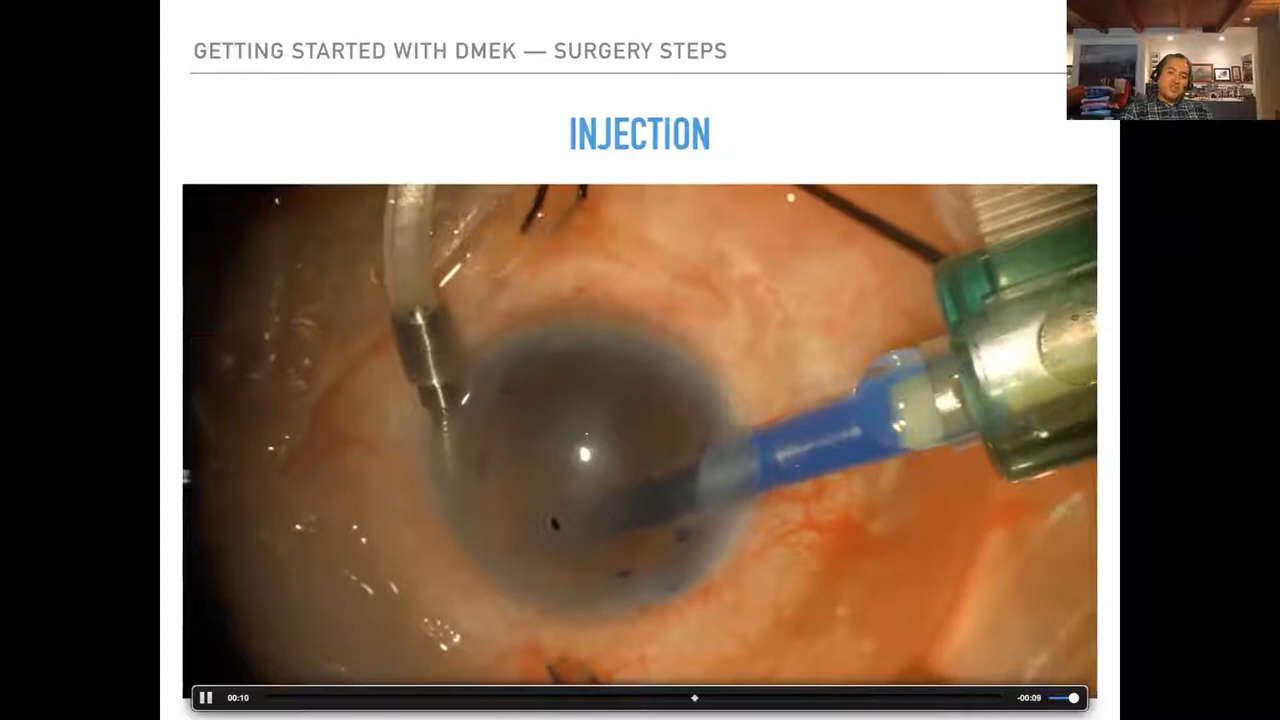 GETTING STARTED WITH DMEK — SURGERY STEPS
INJECTION
00:10
-00:09